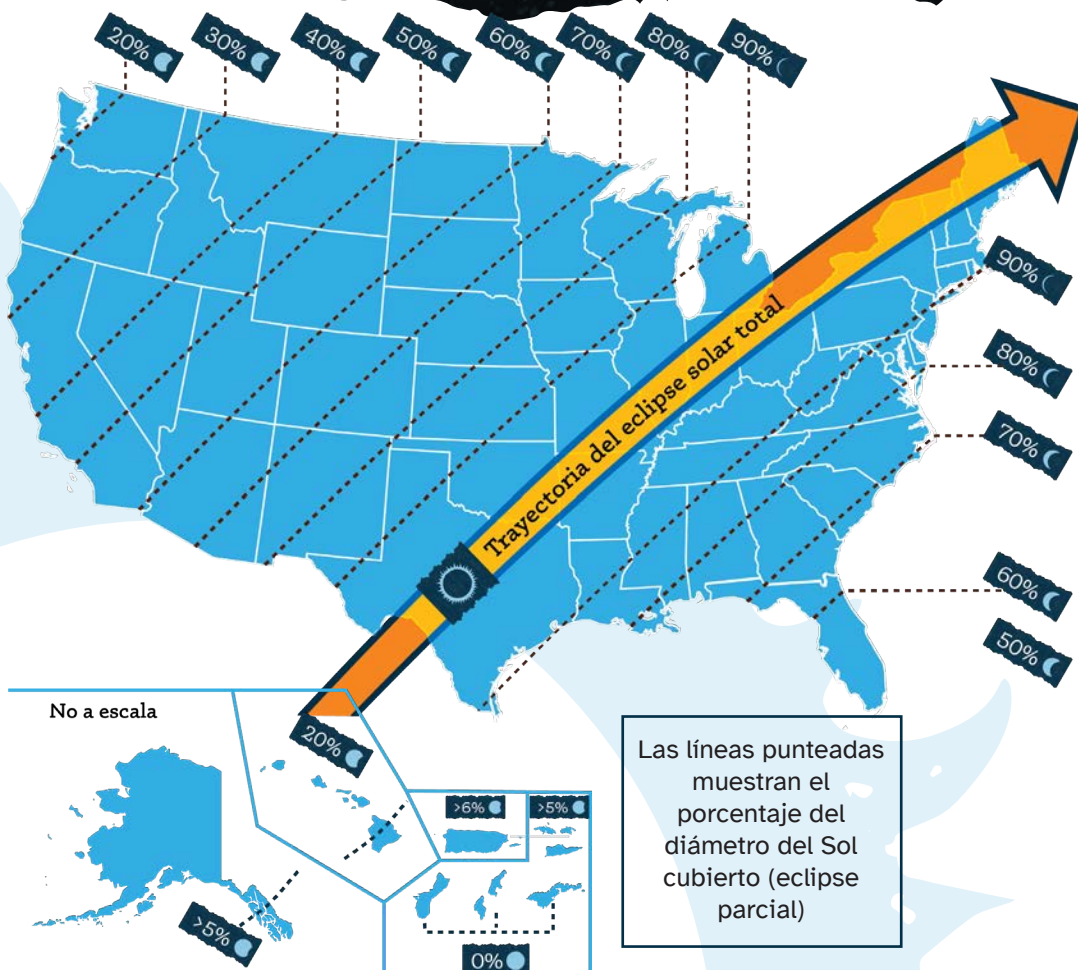 20%
30%
40%
50%
60%
70%
80%
90%
90%
80%
70%
60%
50%
Trayectoria del eclipse solar total
No a escala
20%
>6%
>5%
>5%
0%
Las líneas punteadas
muestran el
porcentaje del
diámetro del Sol
cubierto (eclipse
parcial)